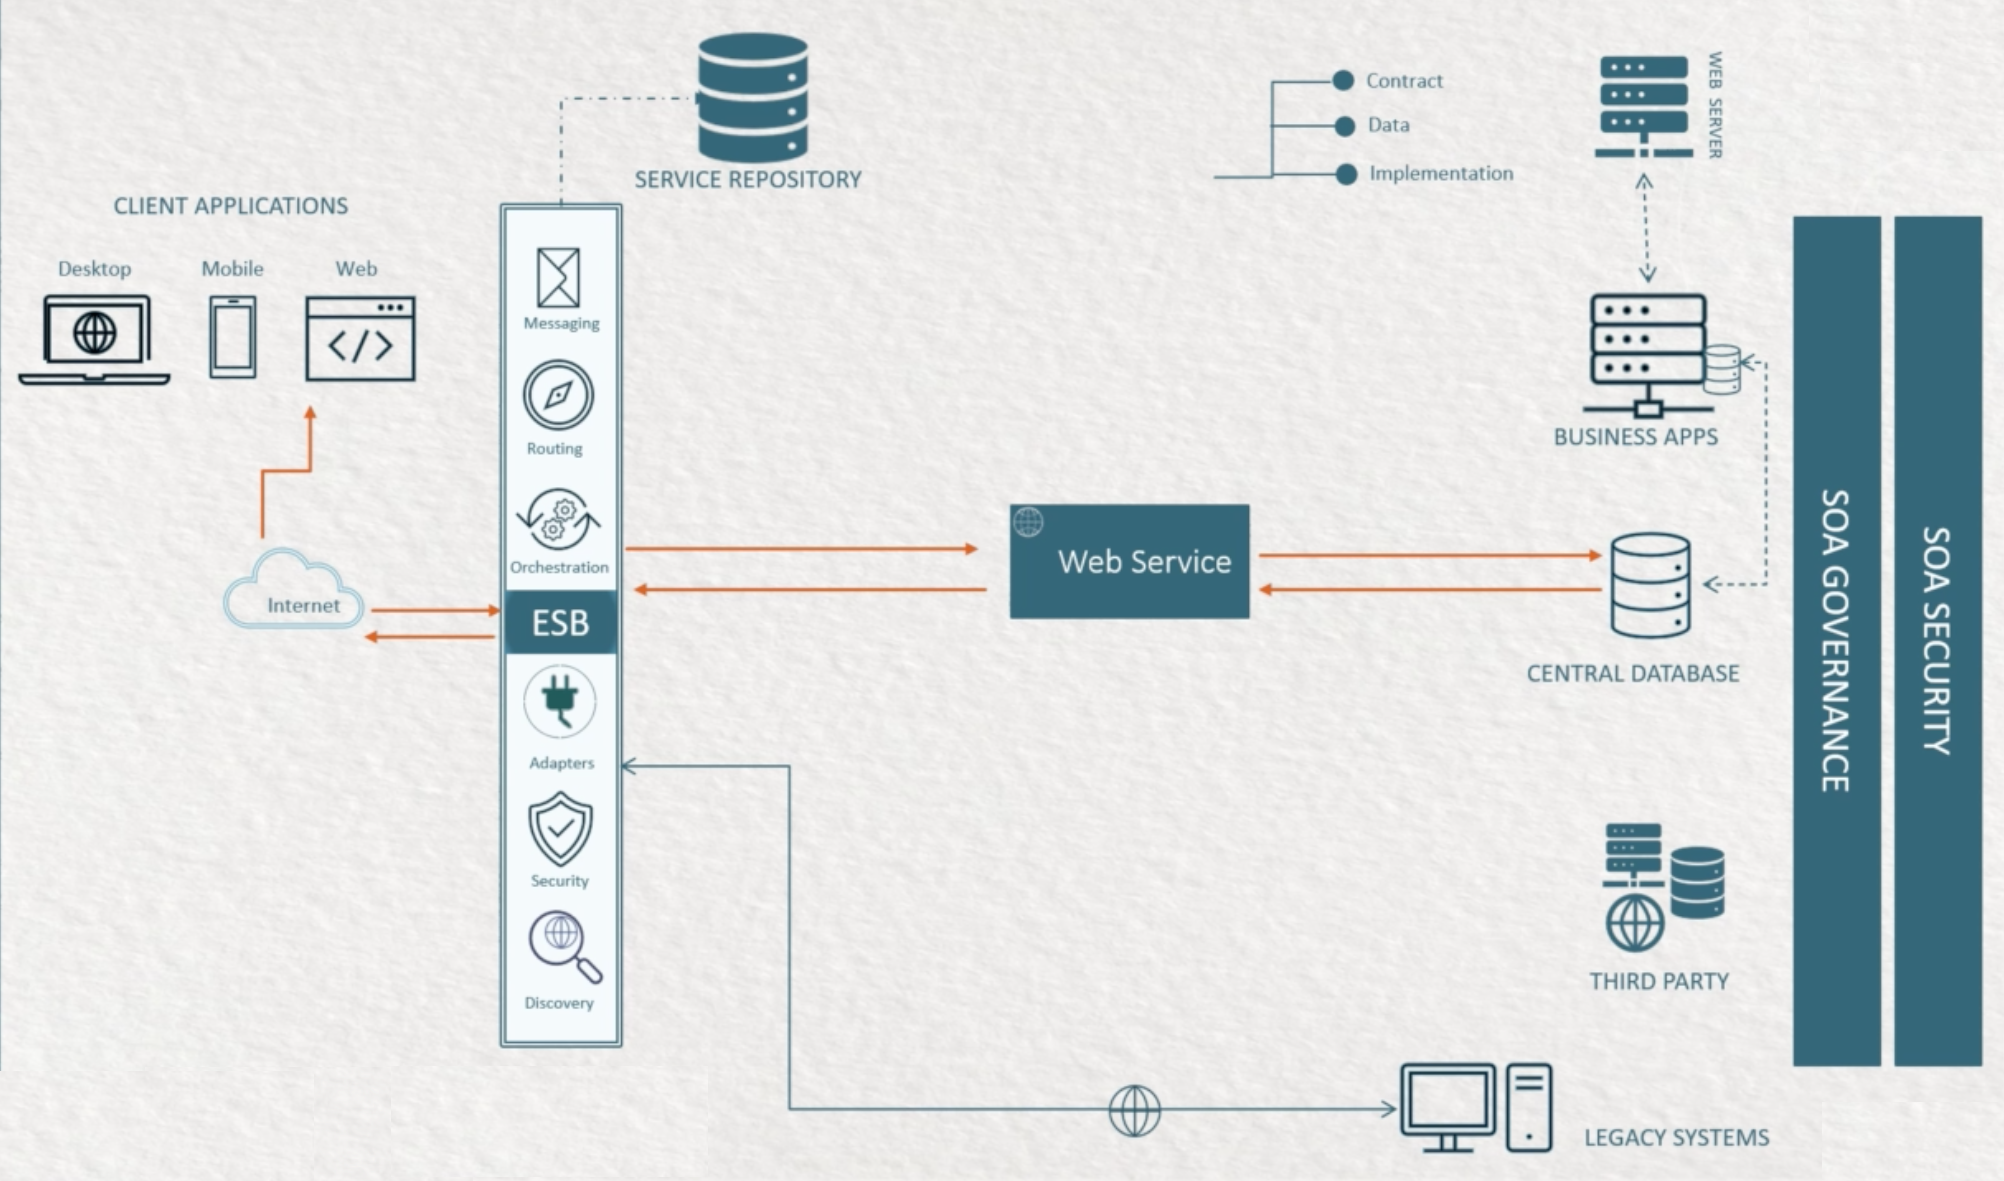 SERVICE REPOSITORY
Contract
Data
Implementation
WEB SERVER
CLIENT APPLICATIONS
Desktop
Mobile
Web
Messaging
Routing
Orchestration
ESB
Adapters
Security
Discovery
Internet
Web Service
BUSINESS APPS
CENTRAL DATABASE
THIRD PARTY
LEGACY SYSTEMS
SOA GOVERNANCE
SOA SECURITY